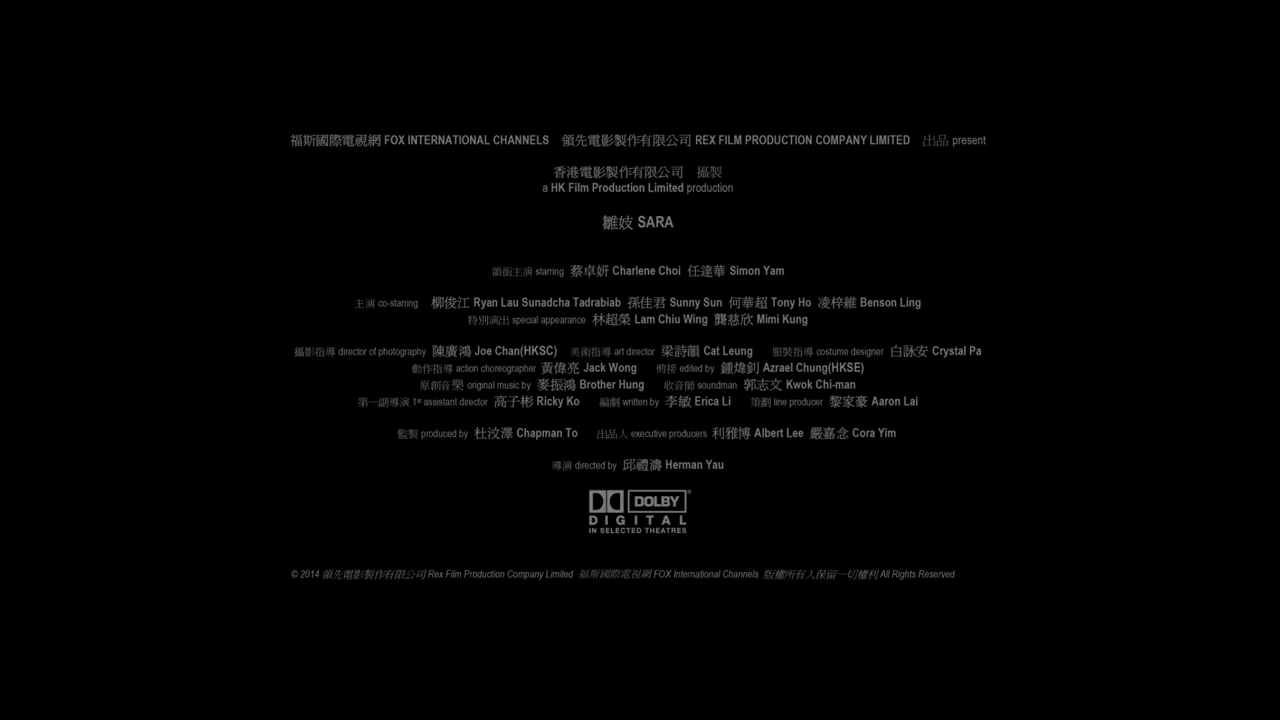 福斯國際電視網 FOX INTERNATIONAL CHANNELS 領先電影製作有限公司 REX FILM PRODUCTION COMPANY LIMITED 出品 present
香港電影製作有限公司 攝製
a HK Film Production Limited production
雛妓 SARA
領銜主演 starring 蔡卓妍 Charlene Choi 任達華 Simon Yam
主演 co-starring 柳俊江 Ryan Lau Sunadcha Tadrabiab 孫佳君 Sunny Sun 何華超 Tony Ho 凌梓維 Benson Ling
特別演出 special appearance 林超榮 Lam Chiu Wing 龔慈欣 Mimi Kung
攝影指導 director of photography 陳廣鴻 Joe Chan(HKSC) 美術指導 art director 梁詩韻 Cat Leung 服裝指導 costume designer 白詠安 Crystal Pa
動作指導 action choreographer 黃偉亮 Jack Wong 剪接 edited by 鍾煒釗 Azrael Chung(HKSE)
原創音樂 original music by 麥振鴻 Brother Hung 收音師 soundman 郭志文 Kwok Chi-man
第一副導演 1st assistant director 高子彬 Ricky Ko 編劇 written by 李敏 Erica Li 策劃 line producer 黎家豪 Aaron Lai
監製 produced by 杜汶澤 Chapman To 出品人 executive producers 利雅博 Albert Lee 嚴嘉念 Cora Yim
導演 directed by 邱禮濤 Herman Yau
DOLBY®
DIGITAL
IN SELECTED THEATRES
© 2014 領先電影製作有限公司 Rex Film Production Company Limited 福斯國際電視網 FOX International Channels 版權所有人保留一切權利 All Rights Reserved